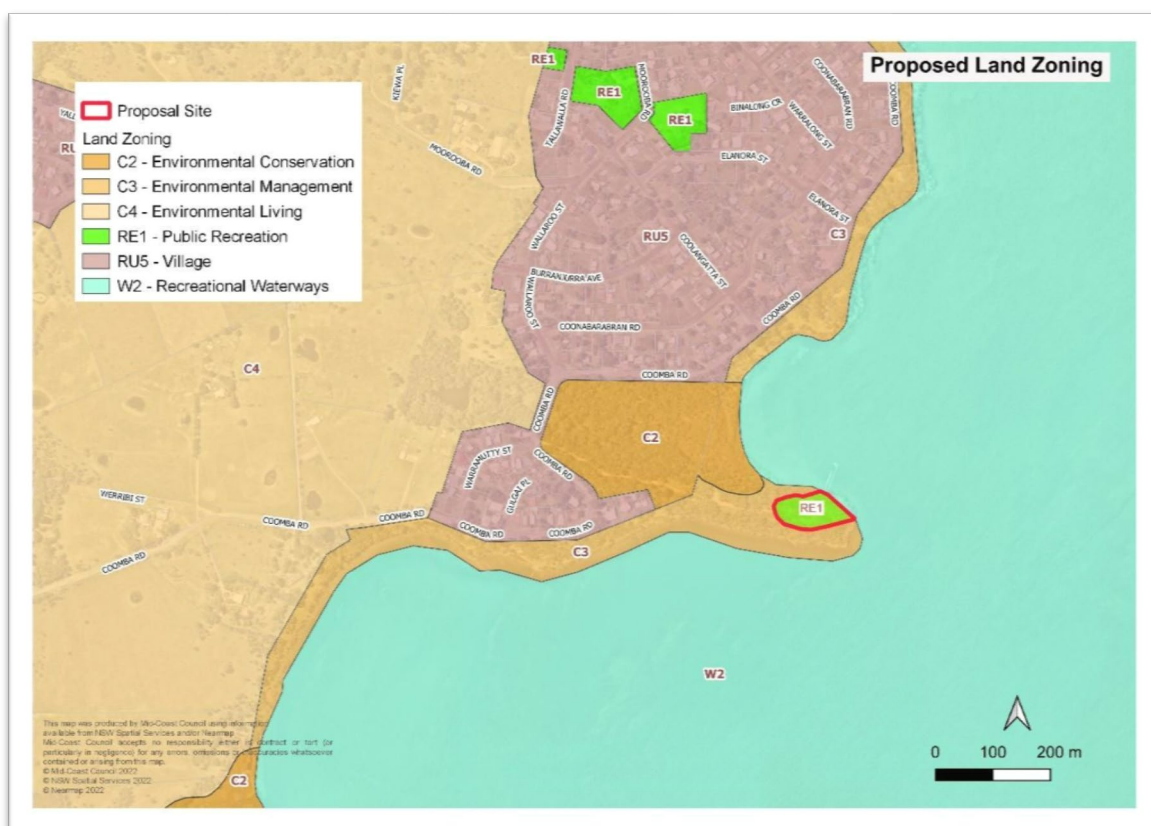 Proposed Land Zoning
Proposal Site
Land Zoning
C2 - Environmental Conservation
C3 - Environmental Management
C4 - Environmental Living
RE1 - Public Recreation
RU5 - Village
W2 - Recreational Waterways
RE1
RE1
RE1
KIEWA PL
TALLAWALLA RD
MOOROOBA RD
BINALONG CR
WARRALONG ST
COONABARABRAN RD
COOMBA RD
ELANORA ST
MOOROOBA RD
RU
ELANORA ST
WALLAROO ST
RU5
C3
COOLANGATTA ST
BURRANJURRA AVE
WALLAROO ST
COOMBA RD
COONABARABRAN RD
C4
COOMBA RD
COOMBA RD
C2
WARRAMUTTY ST
COOMBA RD
GULGAI PL
WERRIBI ST
COOMBA RD
COOMBA RD
COOMBA RD
COOMBA RD
RE1
COOMBA RD
C3
W2
This map was produced by Mid-Coast Council using information
available from NSW Spatial Services and/or Nearmap
Mid-Coast Council accepts no responsibility either in contract or tort (or
particularly in negligence) for any errors, omissions or inaccuracies whatsoever
contained or arising from this map.
© Mid-Coast Council 2022
© NSW Spatial Services 2022
© Nearmap 2022
C2
0 100 200 m